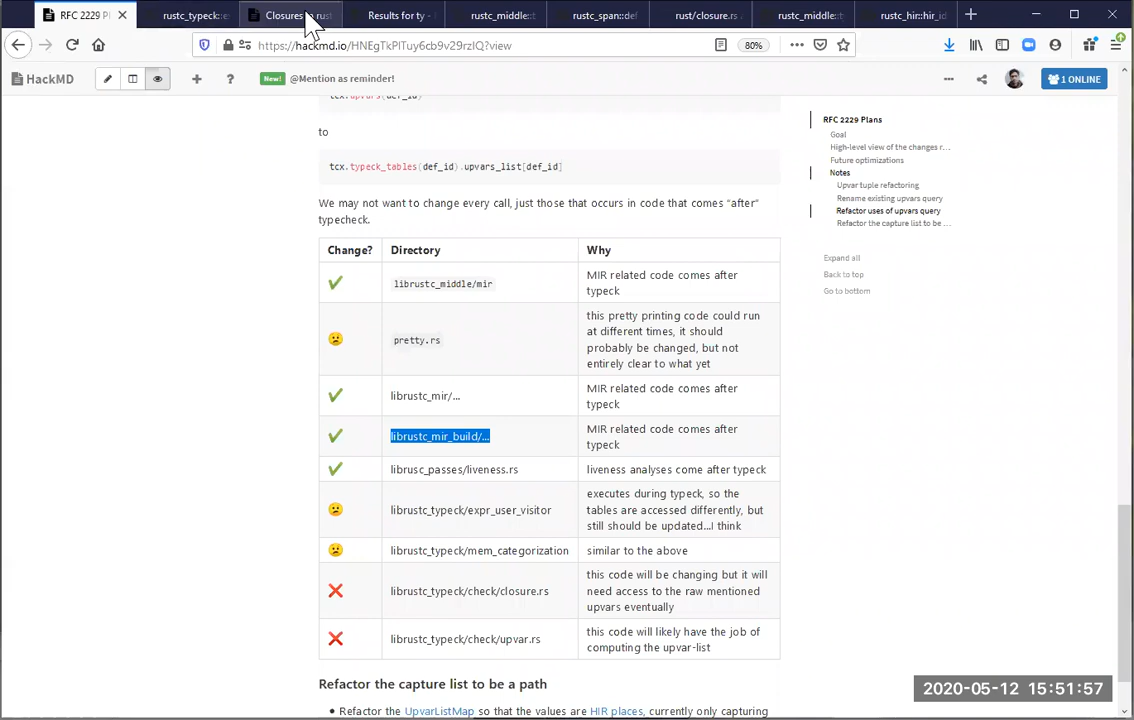 RFC 2229 P
rustc_typeck::e
Closures in rust
Results for ty -
rustc_middle::t
rustc_span::def
rust/closure.rs
rustc_middle::ty
rustc_hir::hir_id
https://hackmd.io/HNEgTkPlTuy6cb9v29rzIQ?view
80%
HackMD
New! @Mention as reminder!
1 ONLINE
tcx.upvars(def_id)
to
tcx.typeck_tables(def_id).upvars_list[def_id]
We may not want to change every call, just those that occurs in code that comes "after"
typecheck.
Change? Directory Why
librustc_middle/mir
MIR related code comes after
typeck
pretty.rs
this pretty printing code could run
at different times, it should
probably be changed, but not
entirely clear to what yet
librustc_mir/...
MIR related code comes after
typeck
librustc_mir_build/...
MIR related code comes after
typeck
librusc_passes/liveness.rs
liveness analyses come after typeck
librustc_typeck/expr_user_visitor
executes during typeck, so the
tables are accessed differently, but
still should be updated...I think
librustc_typeck/mem_categorization
similar to the above
librustc_typeck/check/closure.rs
this code will be changing but it will
need access to the raw mentioned
upvars eventually
librustc_typeck/check/upvar.rs
this code will likely have the job of
computing the upvar-list
Refactor the capture list to be a path
• Refactor the UpvarListMap so that the values are HIR places, currently only capturing
RFC 2229 Plans
Goal
High-level view of the changes r...
Future optimizations
Notes
Upvar tuple refactoring
Rename existing upvars query
Refactor uses of upvars query
Refactor the capture list to be ...
Expand all
Back to top
Go to bottom
2020-05-12 15:51:57